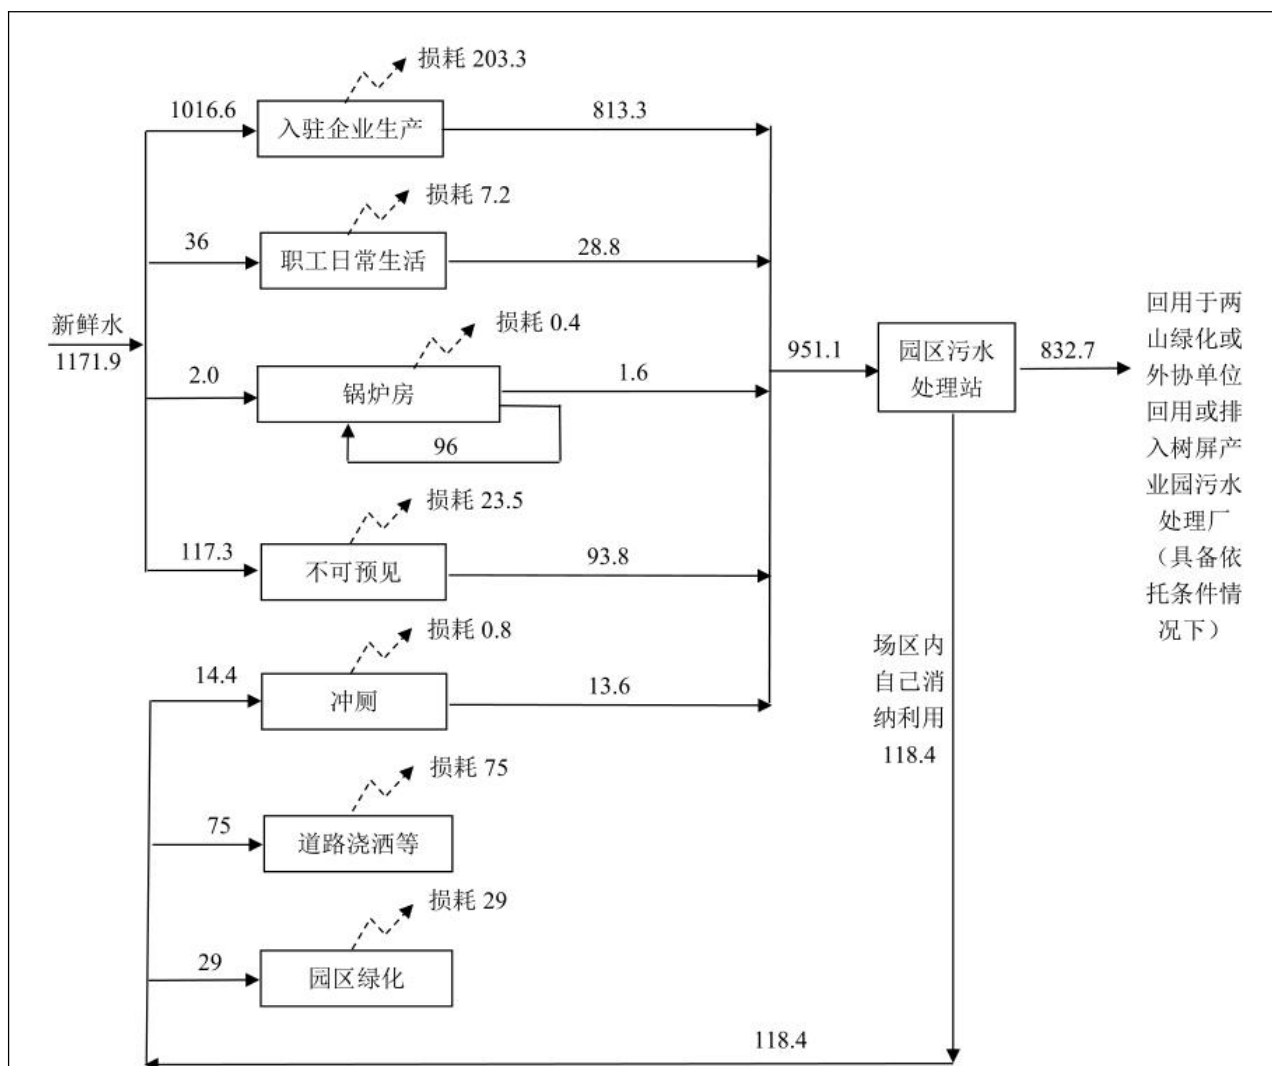 损耗 203.3
1016.6
入驻企业生产
813.3
损耗 7.2
36
职工日常生活
28.8
新鲜水
1171.9
损耗 0.4
2.0
锅炉房
1.6
96
951.1
园区污水
处理站
832.7
回用于两
山绿化或
外协单位
回用或排
入树屏产
业园污水
处理厂
（具备依
托条件情
况下）
损耗 23.5
117.3
不可预见
93.8
损耗 0.8
14.4
冲厕
13.6
场区内
自己消
纳利用
118.4
损耗 75
75
道路浇洒等
损耗 29
29
园区绿化
118.4